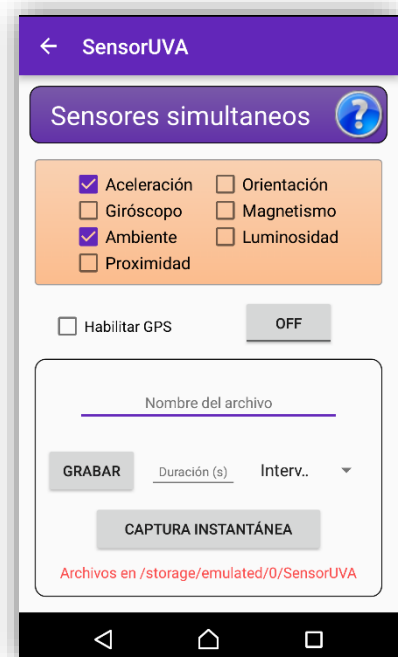 SensorUVA
Sensores simultaneos ?
Aceleración Orientación
Giróscopo Magnetismo
Ambiente Luminosidad
Proximidad
Habilitar GPS OFF
Nombre del archivo
GRABAR Duración (s) Interv..
CAPTURA INSTANTÁNEA
Archivos en /storage/emulated/0/SensorUVA